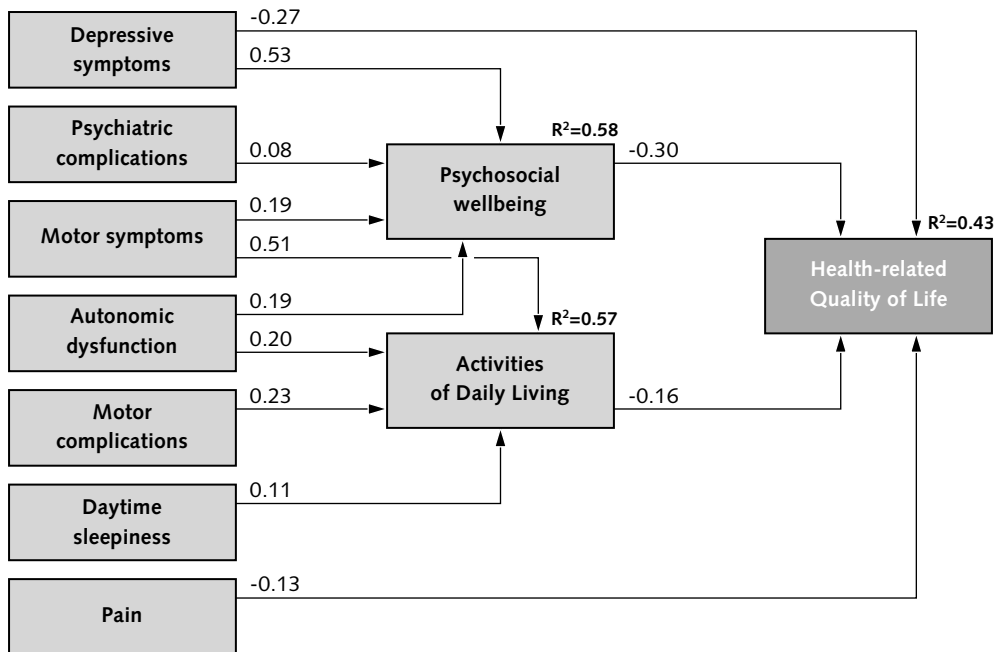 -0.27
Depressive
symptoms
0.53
Psychiatric
complications
0.08
R²=0.58
Psychosocial
wellbeing
-0.30
0.19
Motor symptoms
0.51
R²=0.43
Health-related
Quality of Life
0.19
Autonomic
dysfunction
0.20
R²=0.57
Activities
of Daily Living
-0.16
0.23
Motor
complications
0.11
Daytime
sleepiness
-0.13
Pain